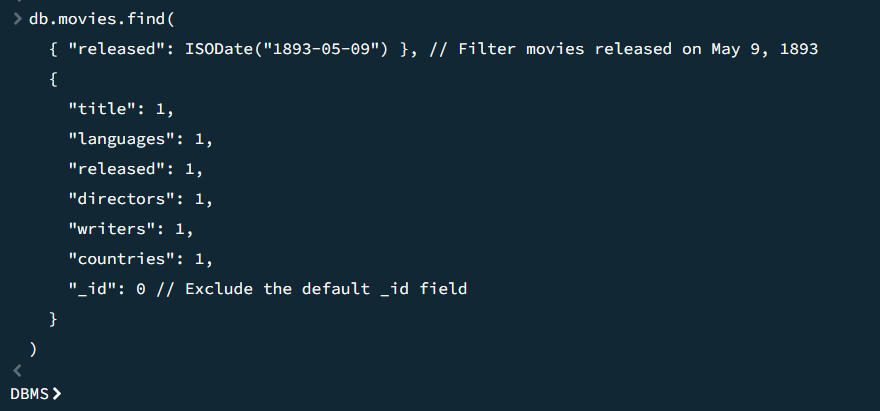 > db.movies.find(
{ "released": ISODate("1893-05-09") }, // Filter movies released on May 9, 1893
{
"title": 1,
"languages": 1,
"released": 1,
"directors": 1,
"writers": 1,
"countries": 1,
"_id": 0 // Exclude the default _id field
}
)
<
DBMS>